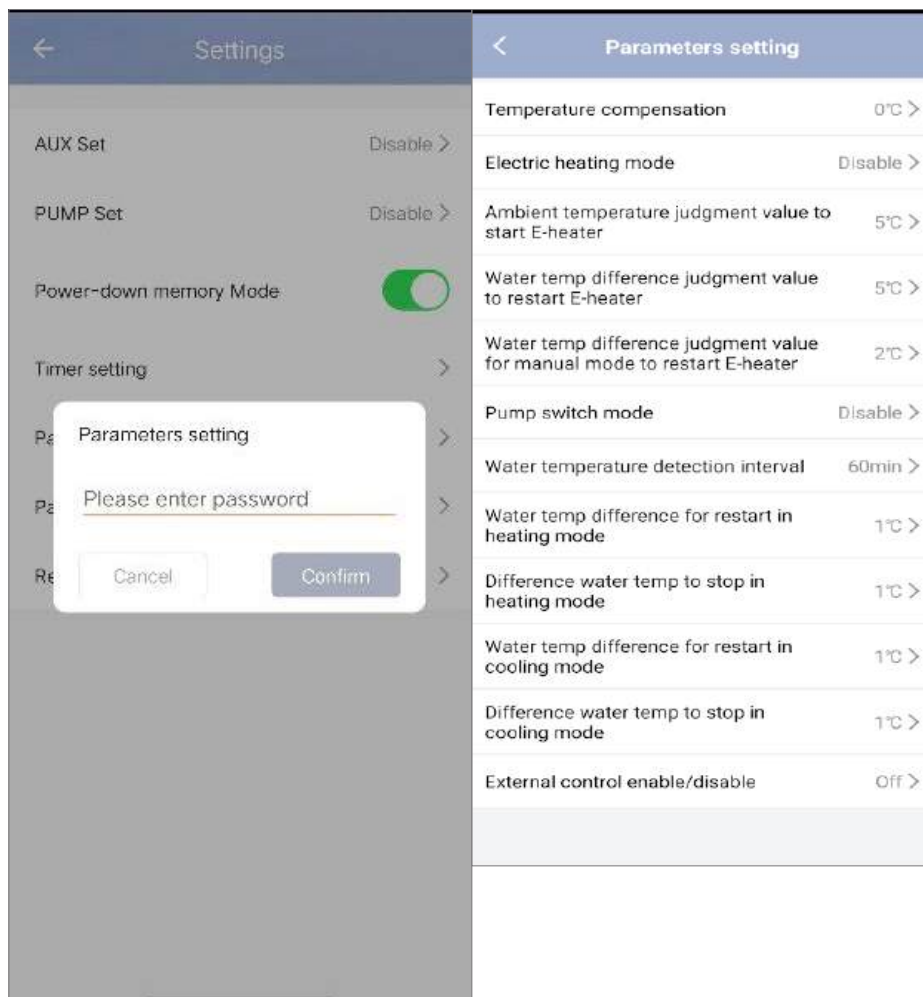 Settings
AUX Set
Disable
PUMP Set
Disable
Power-down memory Mode
Timer setting
Pa
Parameters setting
Please enter password
Pa
Re
Cancel
Confirm
Parameters setting
Temperature compensation
0°C
Electric heating mode
Disable
Ambient temperature judgment value to
start E-heater
5°C
Water temp difference judgment value
to restart E-heater
5°C
Water temp difference judgment value
for manual mode to restart E-heater
2°C
Pump switch mode
Disable
Water temperature detection interval
60min
Water temp difference for restart in
heating mode
1°C
Difference water temp to stop in
heating mode
1°C
Water temp difference for restart in
cooling mode
1°C
Difference water temp to stop in
cooling mode
1°C
External control enable/disable
Off